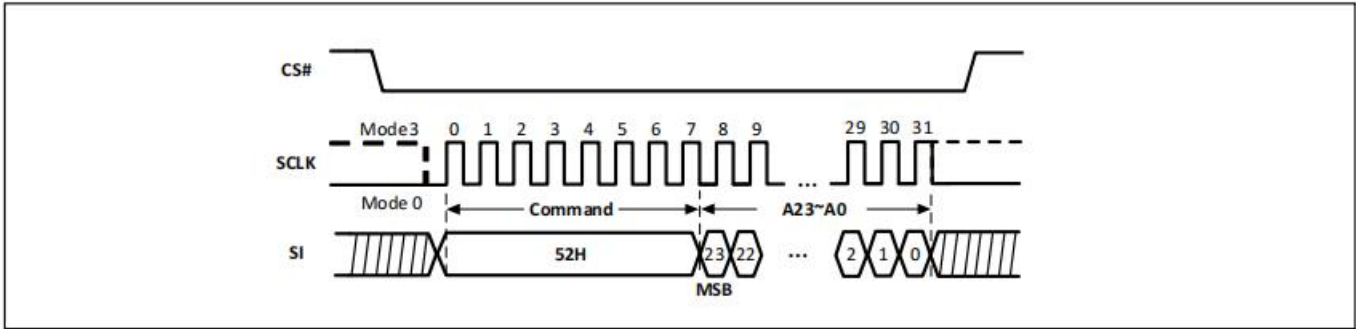 CS#
Mode3 0 1 2 3 4 5 6 7 8 9 29 30 31
SCLK
...
Mode 0 Command A23~A0
SI 52H 23 22 ... 2 1 0
MSB